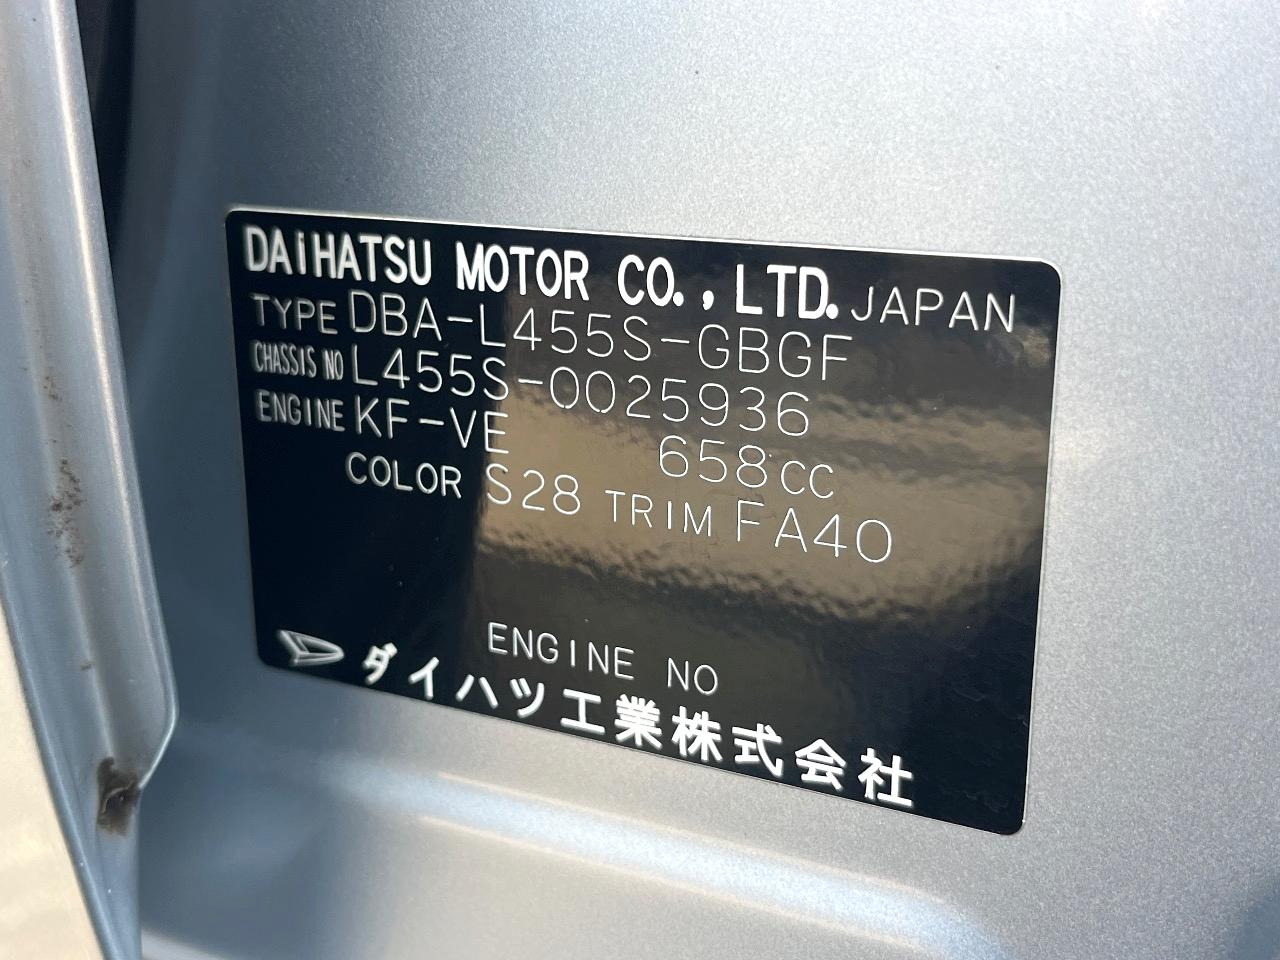 DAIHATSU MOTOR CO., LTD. JAPAN
TYPE DBA-L455S-GBGF
CHASSIS NO L455S-0025936
ENGINE KF-VE 658cc
COLOR S28 TRIM FA40
ENGINE NO
ダイハツ工業株式会社